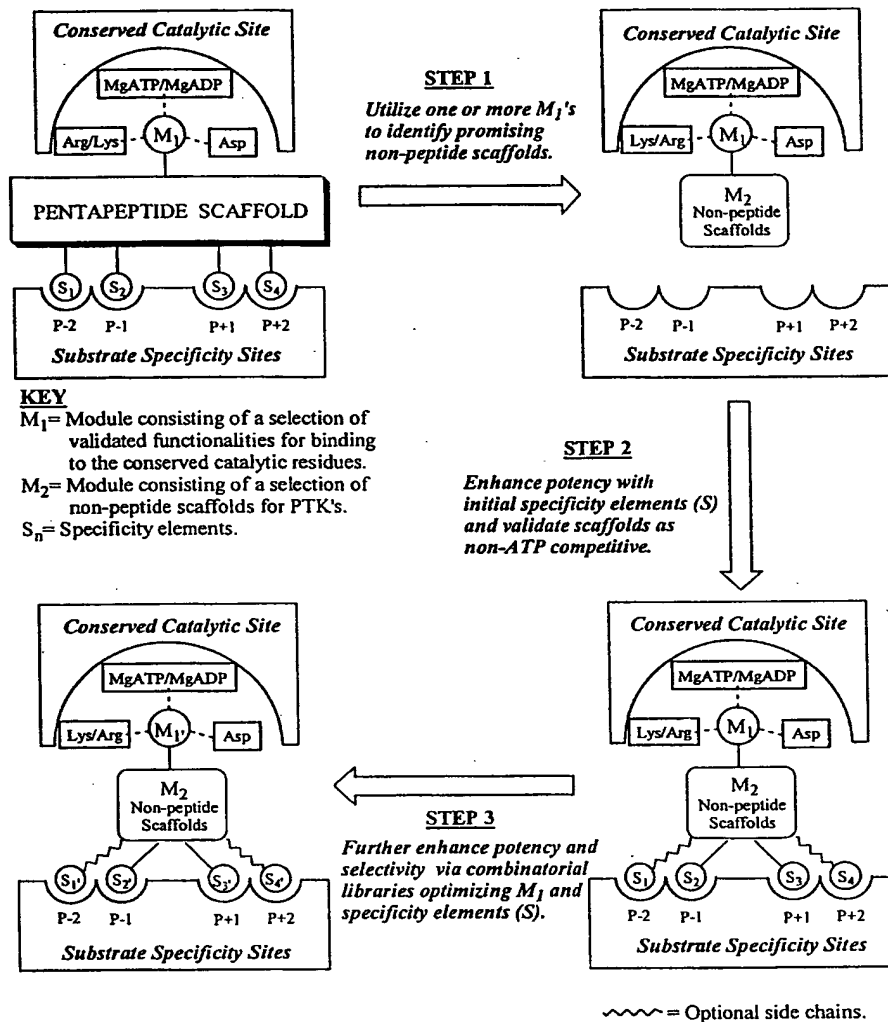 Conserved Catalytic Site
MgATP/MgADP
Arg/Lys
M1
Asp
PENTAPEPTIDE SCAFFOLD
S1
S2
S3
S4
P-2
P-1
P+1
P+2
Substrate Specificity Sites
STEP 1
Utilize one or more M1's
to identify promising
non-peptide scaffolds.
Conserved Catalytic Site
MgATP/MgADP
Lys/Arg
M1
Asp
M2
Non-peptide
Scaffolds
P-2
P-1
P+1
P+2
Substrate Specificity Sites
KEY
M1= Module consisting of a selection of
validated functionalities for binding
to the conserved catalytic residues.
M2= Module consisting of a selection of
non-peptide scaffolds for PTK's.
Sn= Specificity elements.
STEP 2
Enhance potency with
initial specificity elements (S)
and validate scaffolds as
non-ATP competitive.
Conserved Catalytic Site
MgATP/MgADP
Lys/Arg
M1'
Asp
M2
Non-peptide
Scaffolds
S1'
S2'
S3'
S4'
P-2
P-1
P+1
P+2
Substrate Specificity Sites
STEP 3
Further enhance potency and
selectivity via combinatorial
libraries optimizing M1 and
specificity elements (S).
Conserved Catalytic Site
MgATP/MgADP
Lys/Arg
M1
Asp
M2
Non-peptide
Scaffolds
S1
S2
S3
S4
P-2
P-1
P+1
P+2
Substrate Specificity Sites
= Optional side chains.